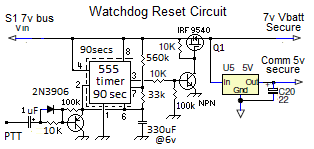 Watchdog Reset Circuit
S1 7v bus
Vin
IRF 9540
7v Vbatt
Secure
90secs
10K
560k
Q1
4
8
7
555
timer
90 sec
3
2
1
6
10K
33k
100k
NPN
U5 5V
In
Out
Gnd
Comm 5v
secure
C20
22
2N3906
1 uF
100k
PTT
10K
330uF
@6v